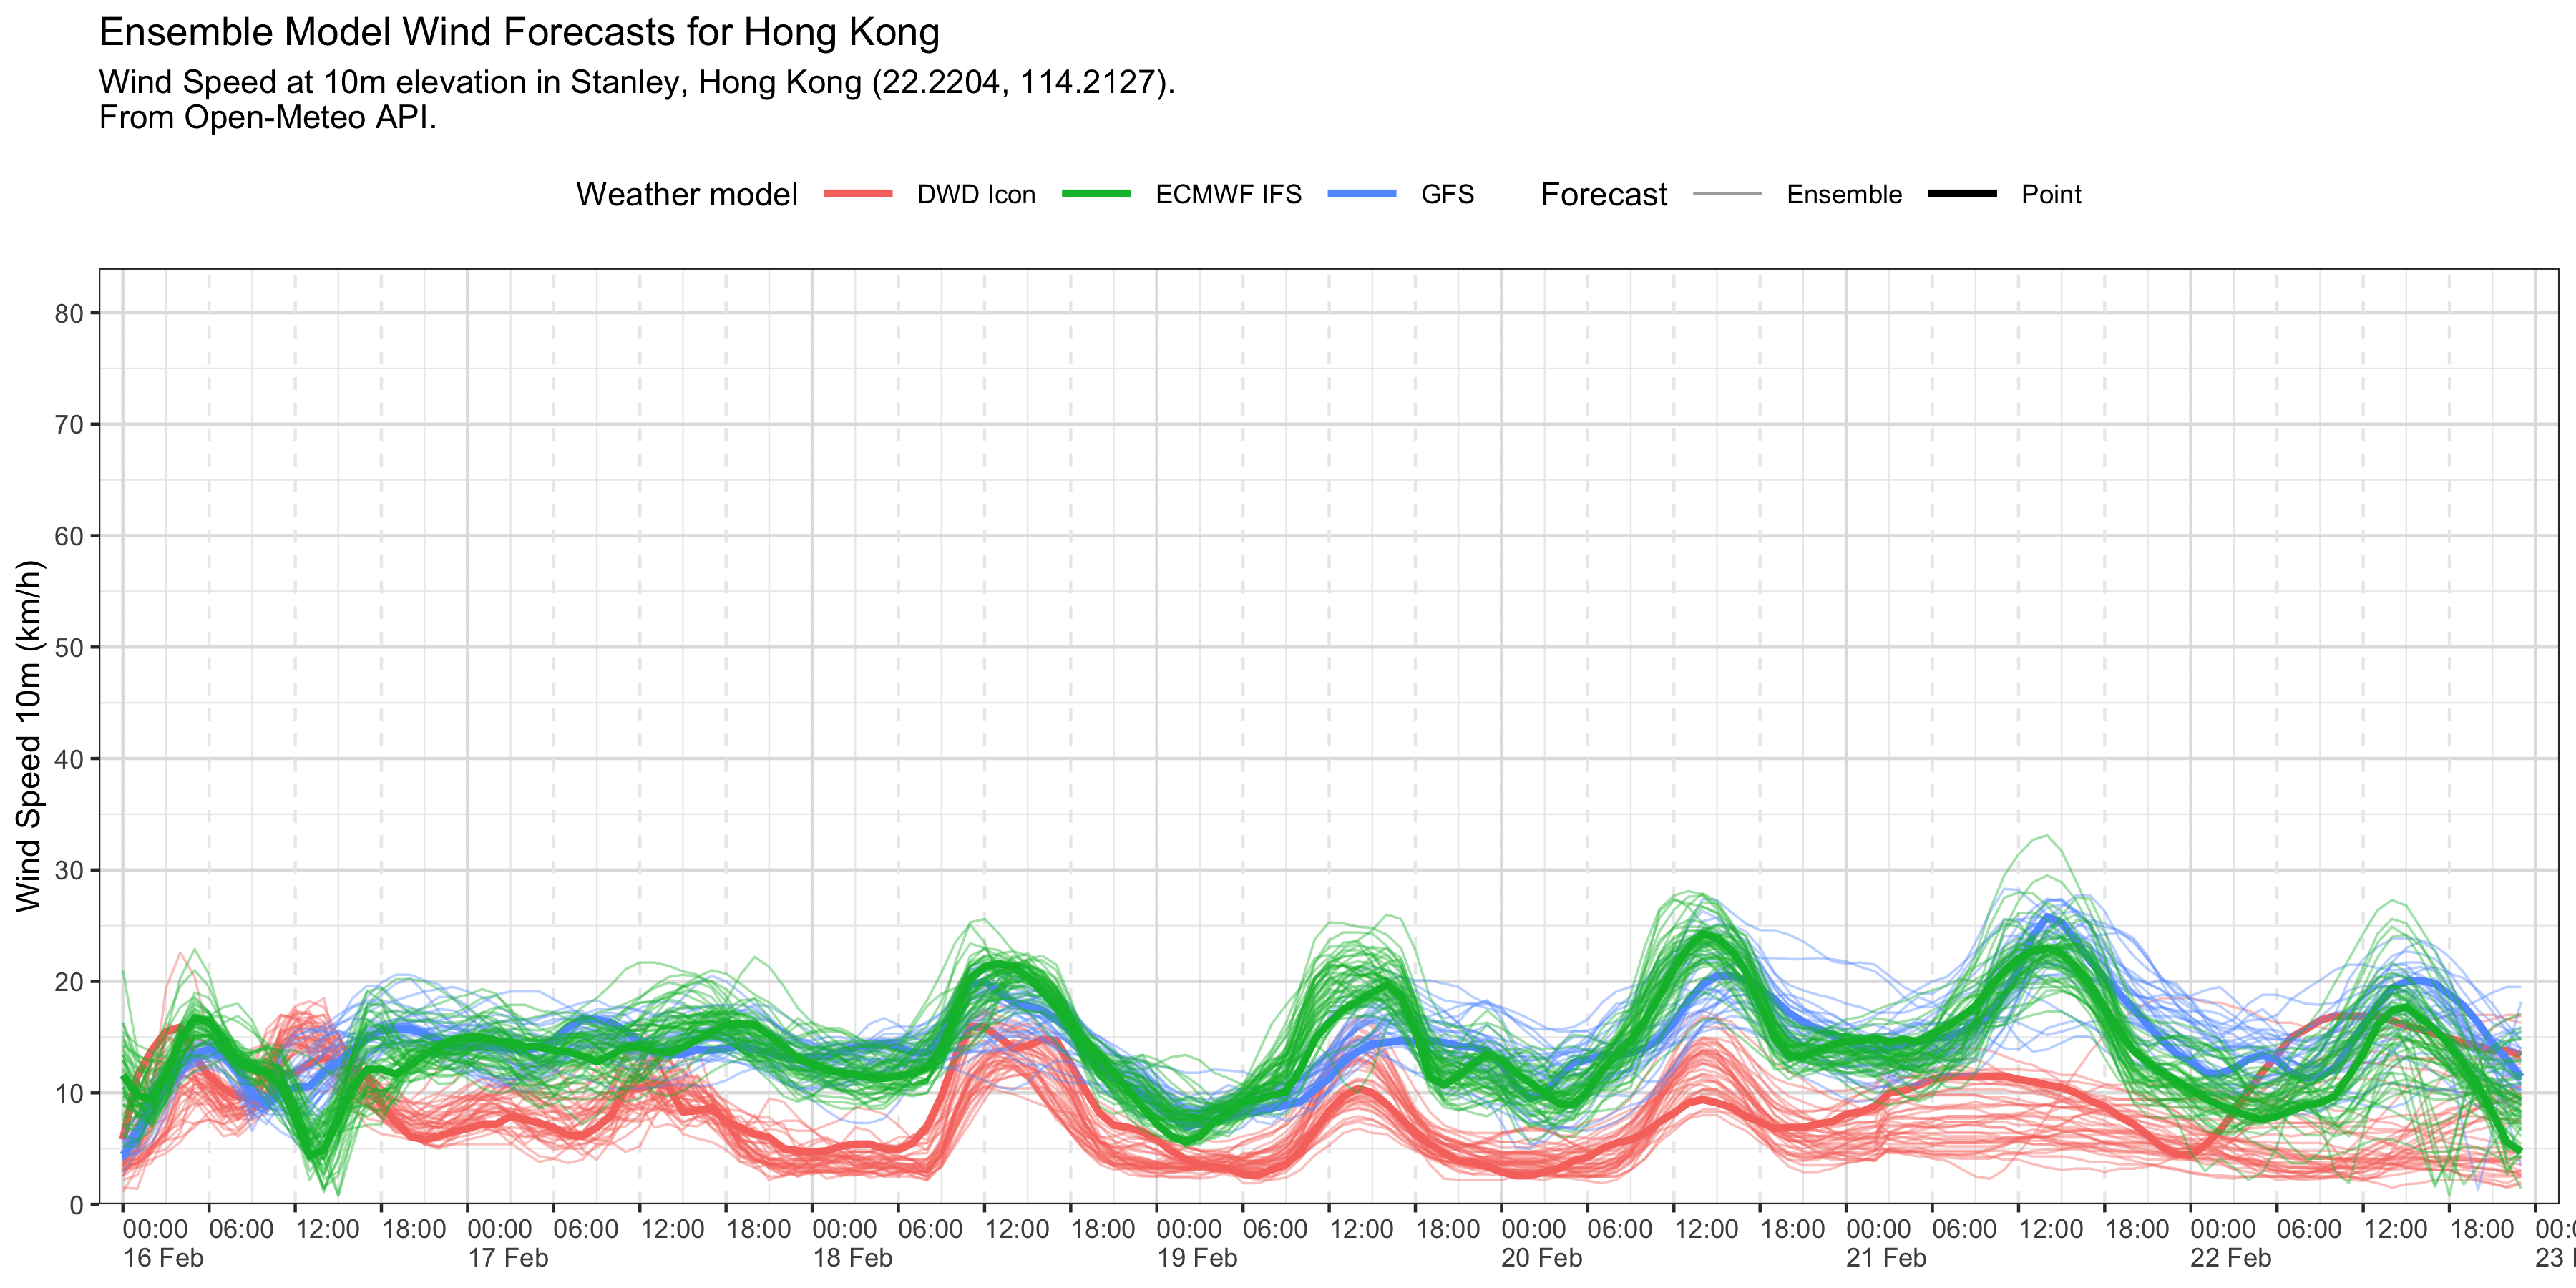 Ensemble Model Wind Forecasts for Hong Kong
Wind Speed at 10m elevation in Stanley, Hong Kong (22.2204, 114.2127).
From Open-Meteo API.
Weather model DWD Icon ECMWF IFS GFS Forecast Ensemble Point
Wind Speed 10m (km/h)
80
70
60
50
40
30
20
10
0
00:00 06:00 12:00 18:00 00:00 06:00 12:00 18:00 00:00 06:00 12:00 18:00 00:00 06:00 12:00 18:00 00:00 06:00 12:00 18:00 00:00 06:00 12:00 18:00 00:00 06:00 12:00 18:00
16 Feb 17 Feb 18 Feb 19 Feb 20 Feb 21 Feb 22 Feb 23